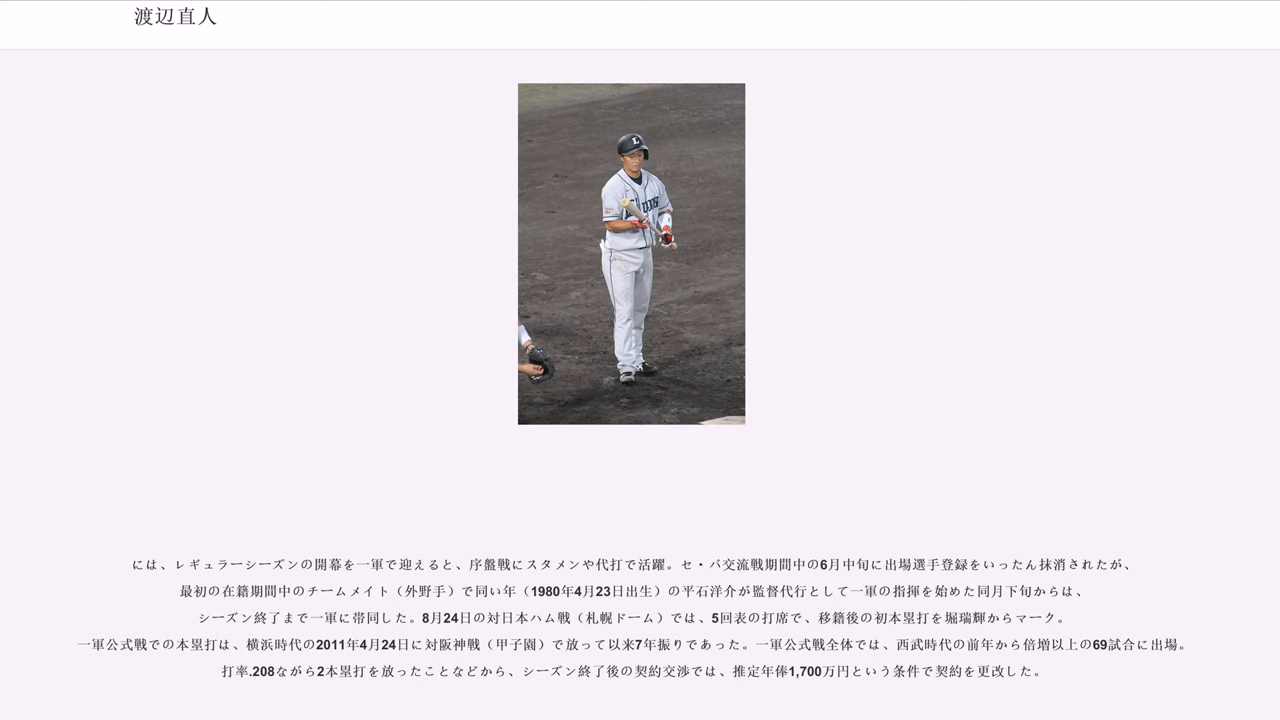 渡辺直人
には、レギュラーシーズンの開幕を一軍で迎えると、序盤戦にスタメンや代打で活躍。セ・パ交流戦期間中の6月中旬に出場選手登録をいったん抹消されたが、
最初の在籍期間中のチームメイト（外野手）で同い年（1980年4月23日出生）の平石洋介が監督代行として一軍の指揮を始めた同月下旬からは、
シーズン終了まで一軍に帯同した。8月24日の対日本ハム戦（札幌ドーム）では、5回表の打席で、移籍後の初本塁打を堀瑞輝からマーク。
一軍公式戦での本塁打は、横浜時代の2011年4月24日に対阪神戦（甲子園）で放って以来7年振りであった。一軍公式戦全体では、西武時代の前年から倍増以上の69試合に出場。
打率.208ながら2本塁打を放ったことなどから、シーズン終了後の契約交渉では、推定年俸1,700万円という条件で契約を更改した。